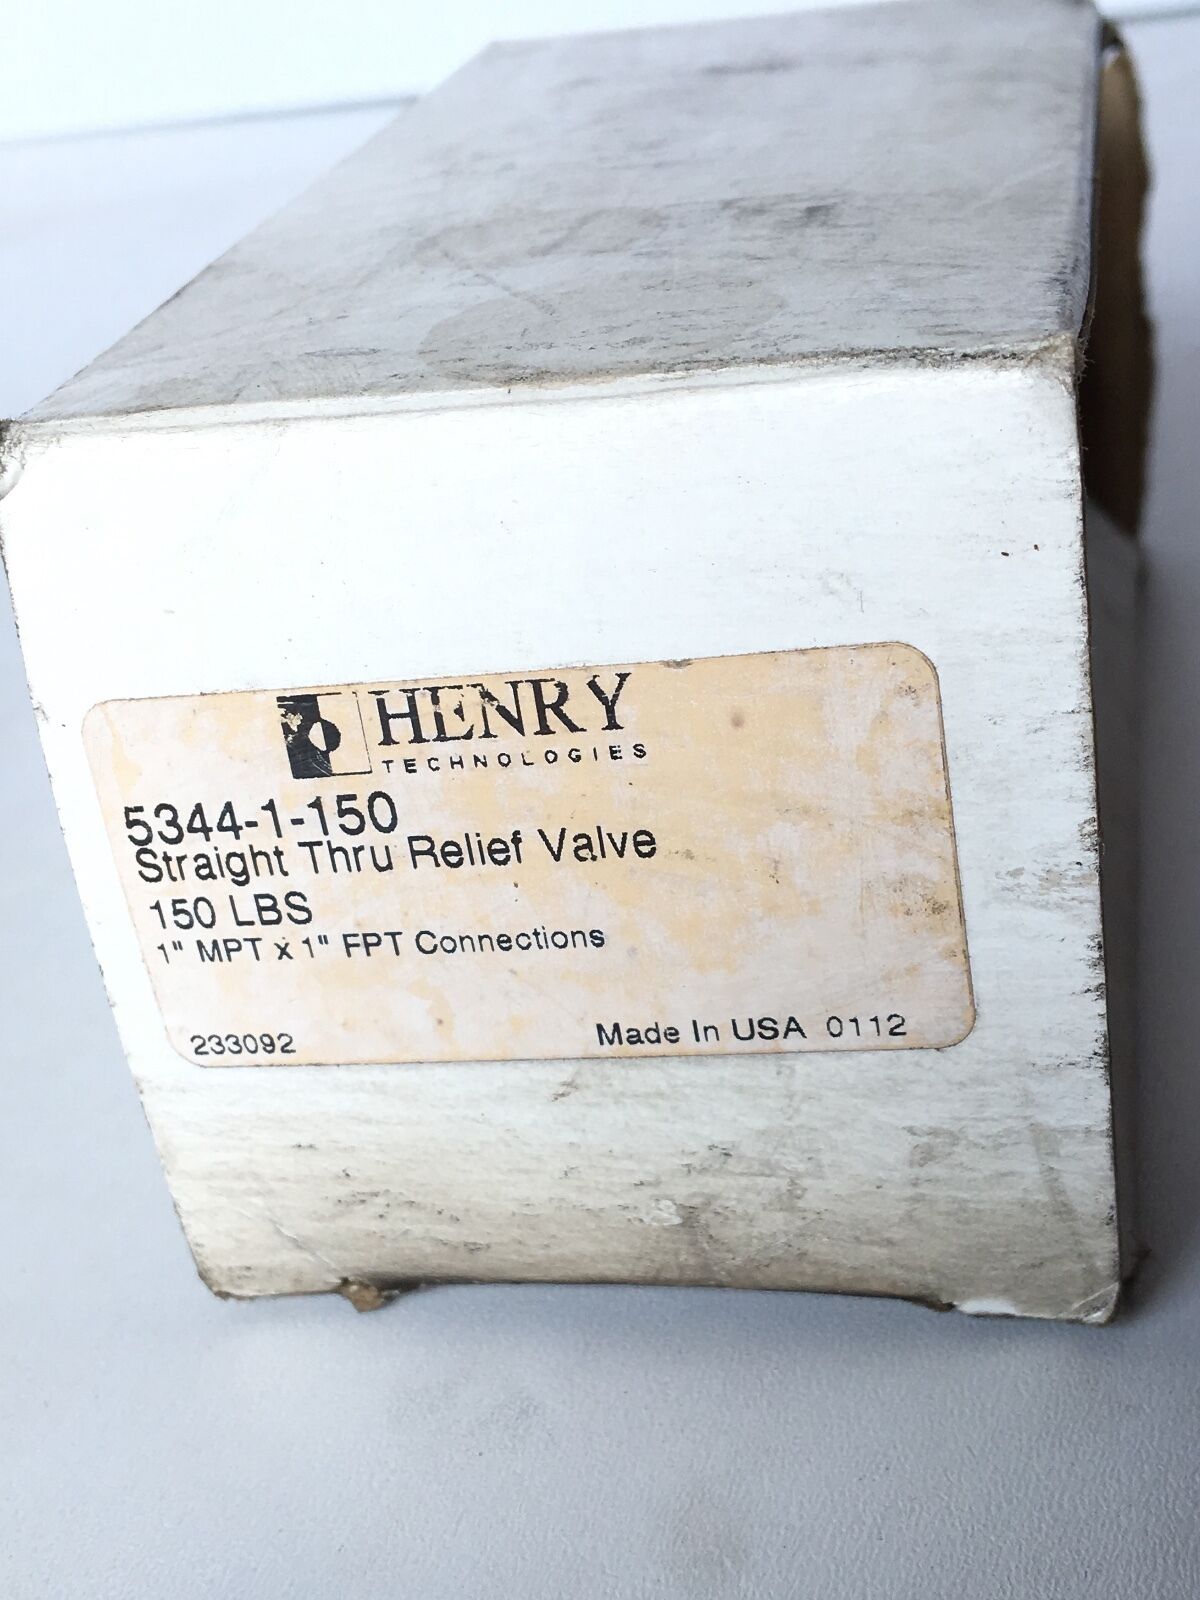 HENRY
TECHNOLOGIES
5344-1-150
Straight Thru Relief Valve
150 LBS
1" MPT x 1" FPT Connections
233092 Made In USA 0112